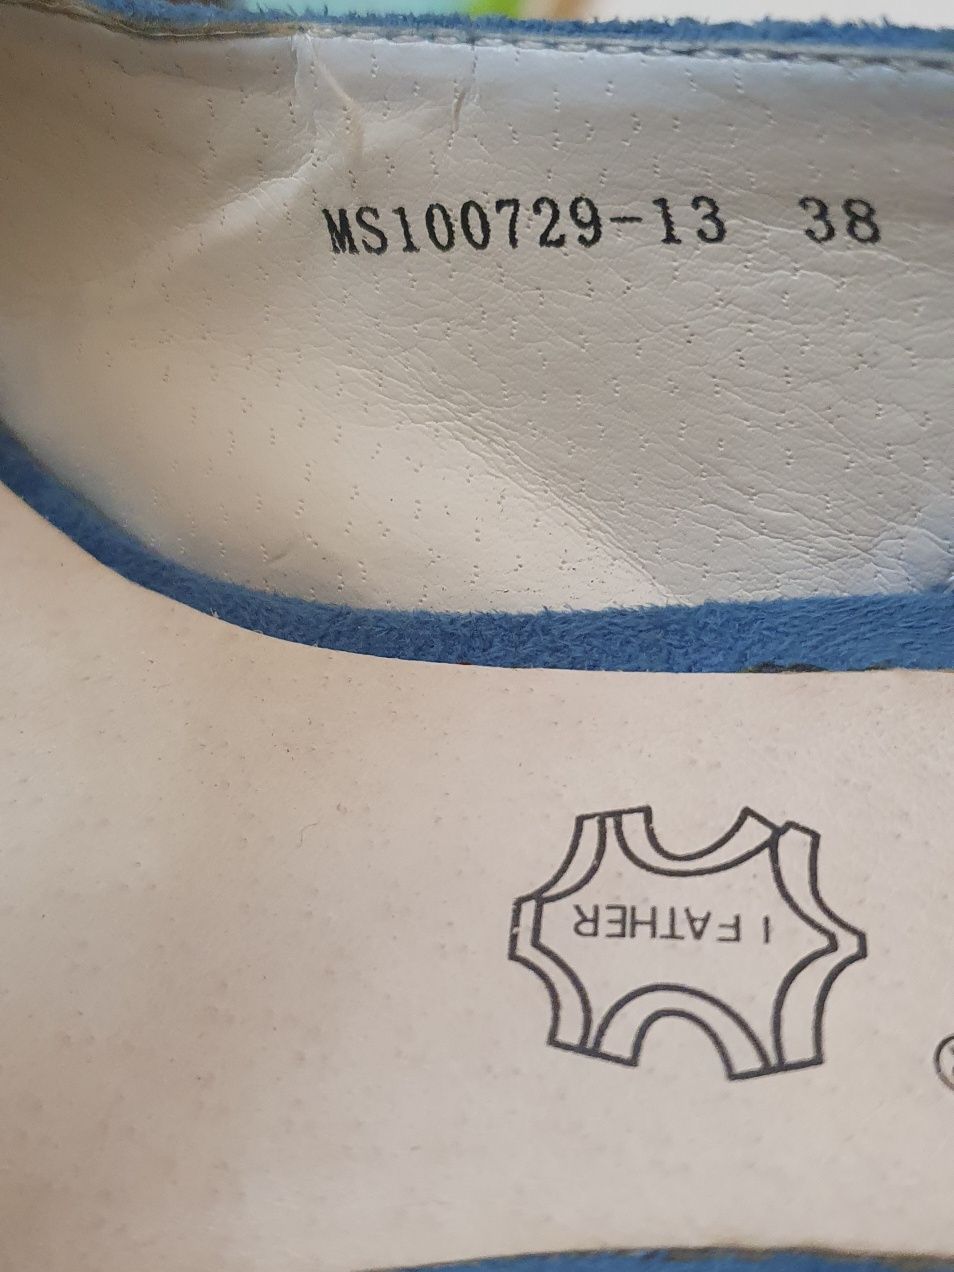 MS100729-13 38
I FATHER